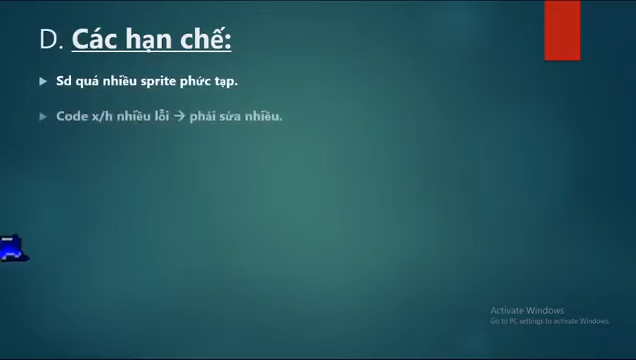 D. Các hạn chế:
Sd quá nhiều sprite phức tạp.
Code x/h nhiều lỗi → phải sửa nhiều.
Activate Windows
Go to PC settings to activate Windows.